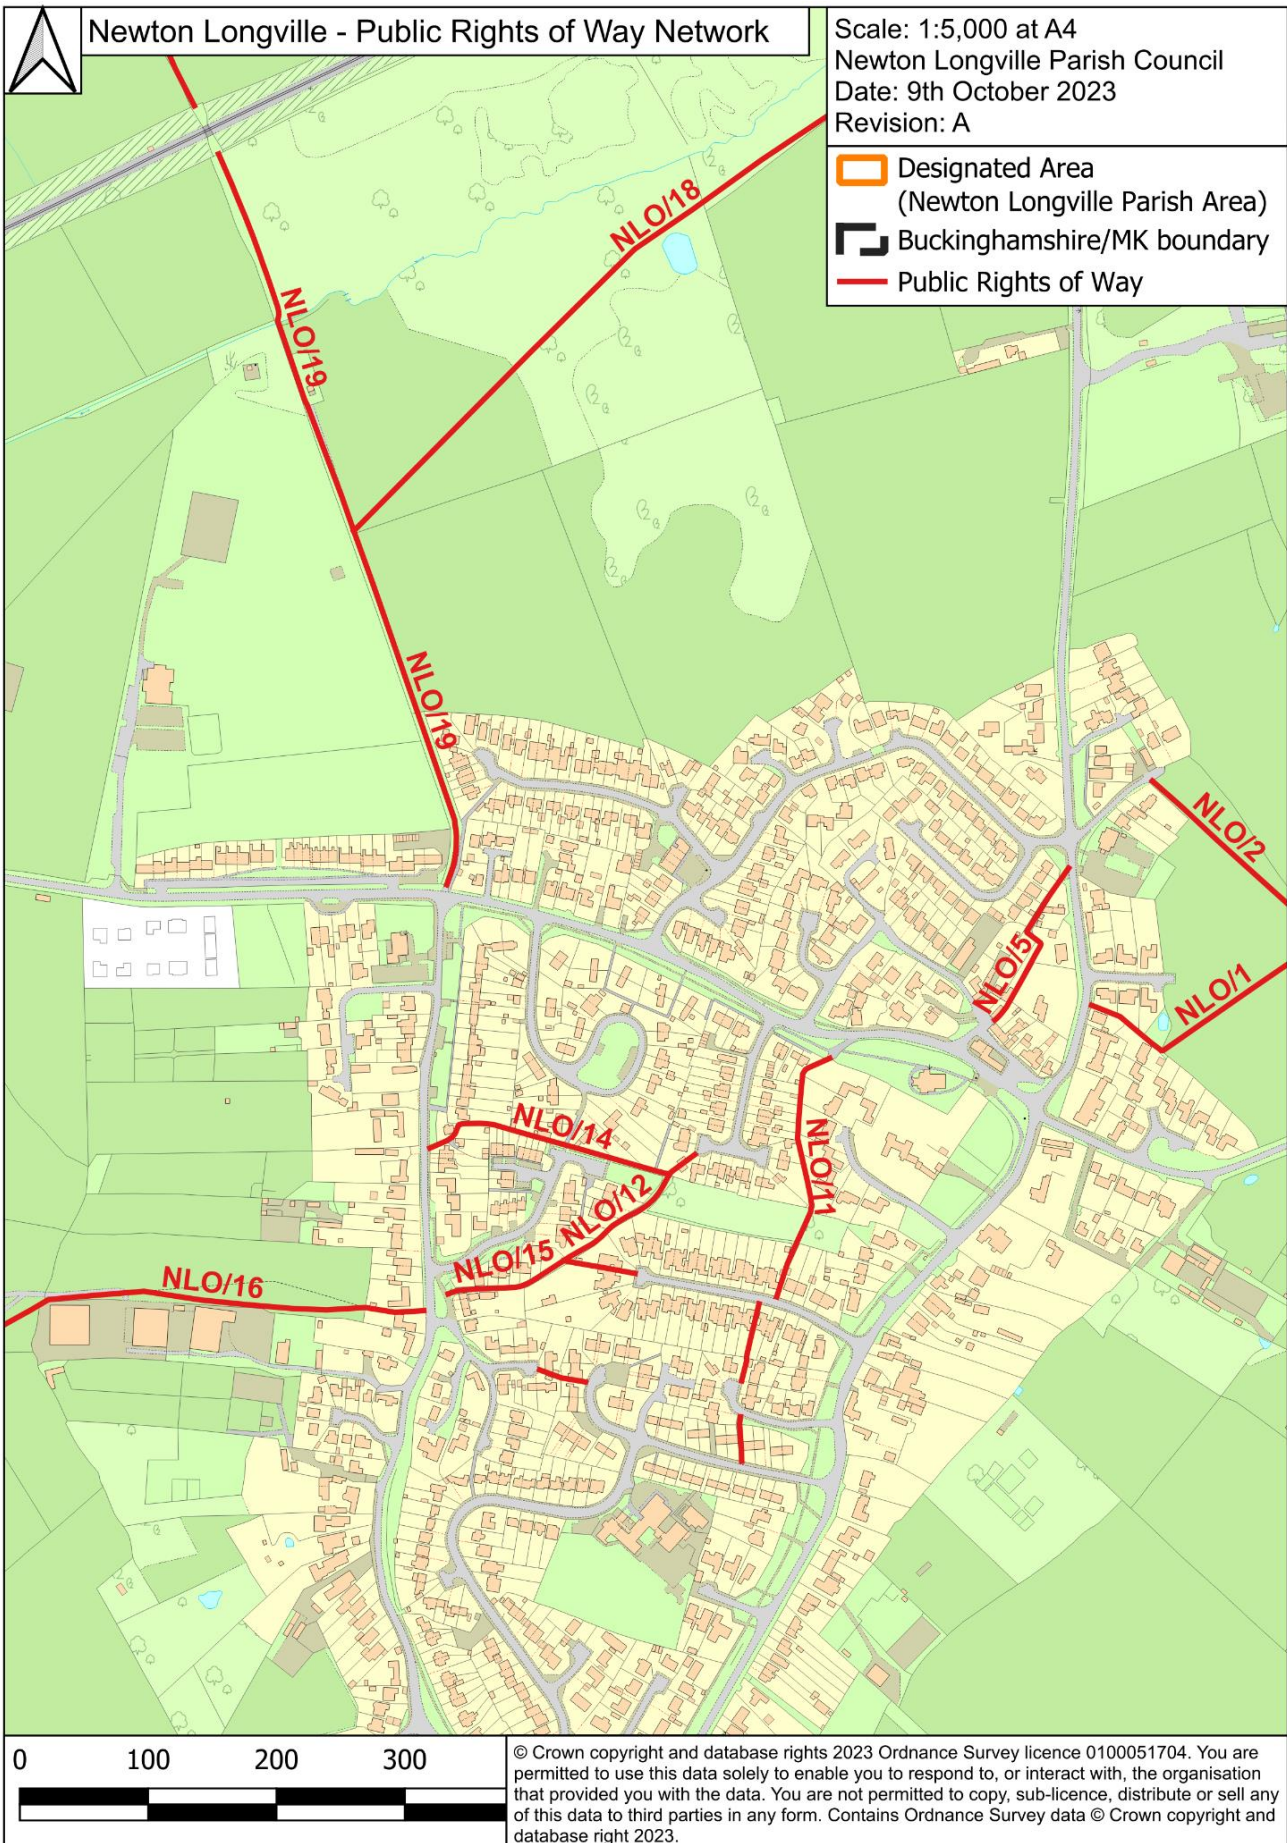 Newton Longville - Public Rights of Way Network
Scale: 1:5,000 at A4
Newton Longville Parish Council
Date: 9th October 2023
Revision: A
Designated Area
(Newton Longville Parish Area)
Buckinghamshire/MK boundary
Public Rights of Way
NLO/18
NLO/19
NLO/19
NLO/2
NLO/5
NLO/1
NLO/14
NLO/11
NLO/12
NLO/15
NLO/16
0 100 200 300
© Crown copyright and database rights 2023 Ordnance Survey licence 0100051704. You are
permitted to use this data solely to enable you to respond to, or interact with, the organisation
that provided you with the data. You are not permitted to copy, sub-licence, distribute or sell any
of this data to third parties in any form. Contains Ordnance Survey data © Crown copyright and
database right 2023.